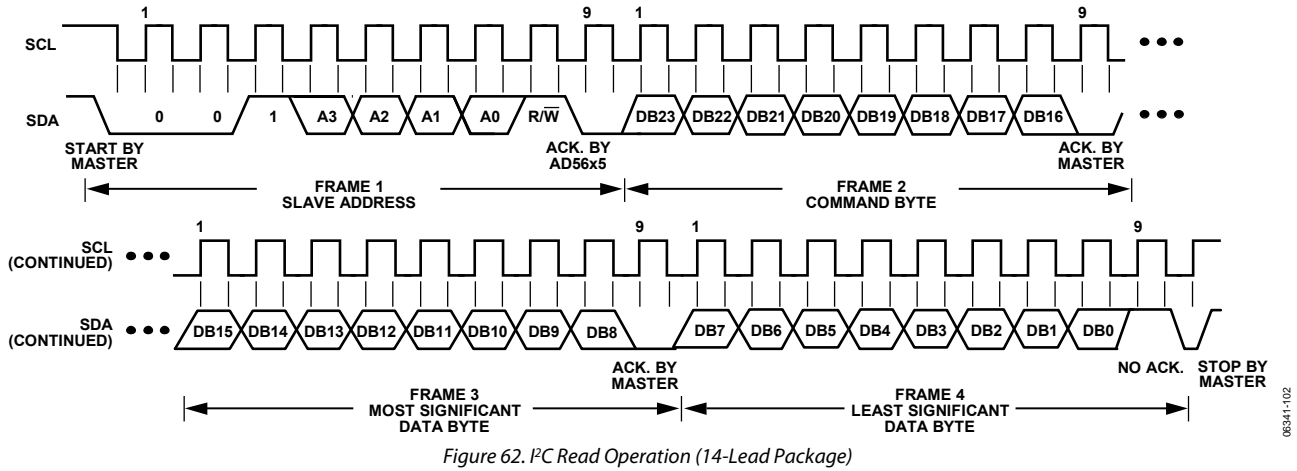 1 9 1 9
SCL
SDA 0 0 1 A3 A2 A1 A0 R/W̅ DB23 DB22 DB21 DB20 DB19 DB18 DB17 DB16
START BY
MASTER
ACK. BY
AD56x5
ACK. BY
MASTER
FRAME 1
SLAVE ADDRESS
FRAME 2
COMMAND BYTE
1 9 1 9
SCL
(CONTINUED)
SDA
(CONTINUED)
DB15 DB14 DB13 DB12 DB11 DB10 DB9 DB8 DB7 DB6 DB5 DB4 DB3 DB2 DB1 DB0
ACK. BY
MASTER
NO ACK.
STOP BY
MASTER
FRAME 3
MOST SIGNIFICANT
DATA BYTE
FRAME 4
LEAST SIGNIFICANT
DATA BYTE
06341-102
Figure 62. I²C Read Operation (14-Lead Package)